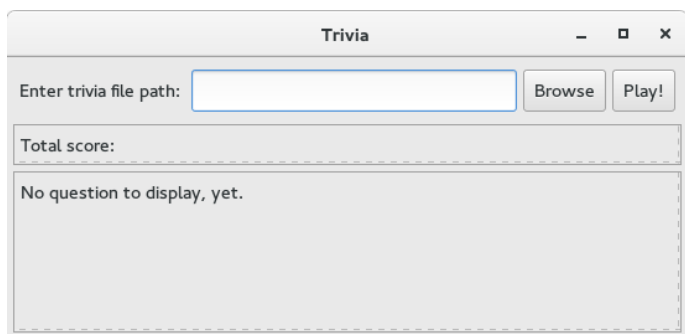 Trivia
Enter trivia file path: Browse Play!
Total score:
No question to display, yet.